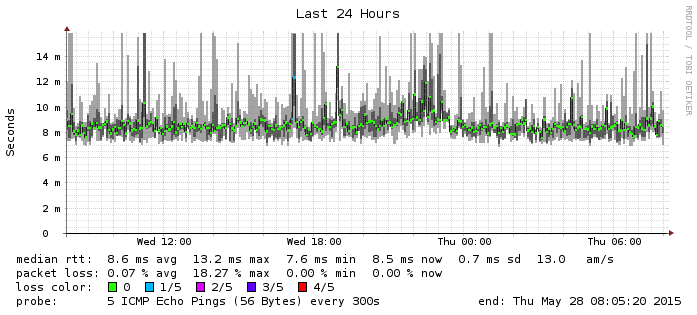 Last 24 Hours
RRDTOOL / TOBI OETIKER
Seconds
14 m
12 m
10 m
8 m
6 m
4 m
2 m
0
Wed 12:00 Wed 18:00 Thu 00:00 Thu 06:00
median rtt: 8.6 ms avg 13.2 ms max 7.6 ms min 8.5 ms now 0.7 ms sd 13.0 am/s
packet loss: 0.07 % avg 18.27 % max 0.00 % min 0.00 % now
loss color: 0 1/5 2/5 3/5 4/5
probe: 5 ICMP Echo Pings (56 Bytes) every 300s end: Thu May 28 08:05:20 2015